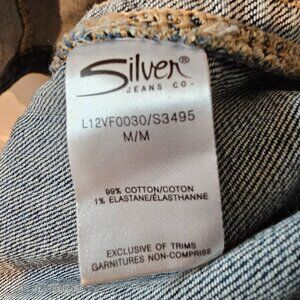 Silver
JEANS CO.
L12VF0030/S3495
M/M
99% COTTON/COTON
1% ELASTANE/ÉLASTHANNE
EXCLUSIVE OF TRIMS
GARNITURES NON-COMPRISE